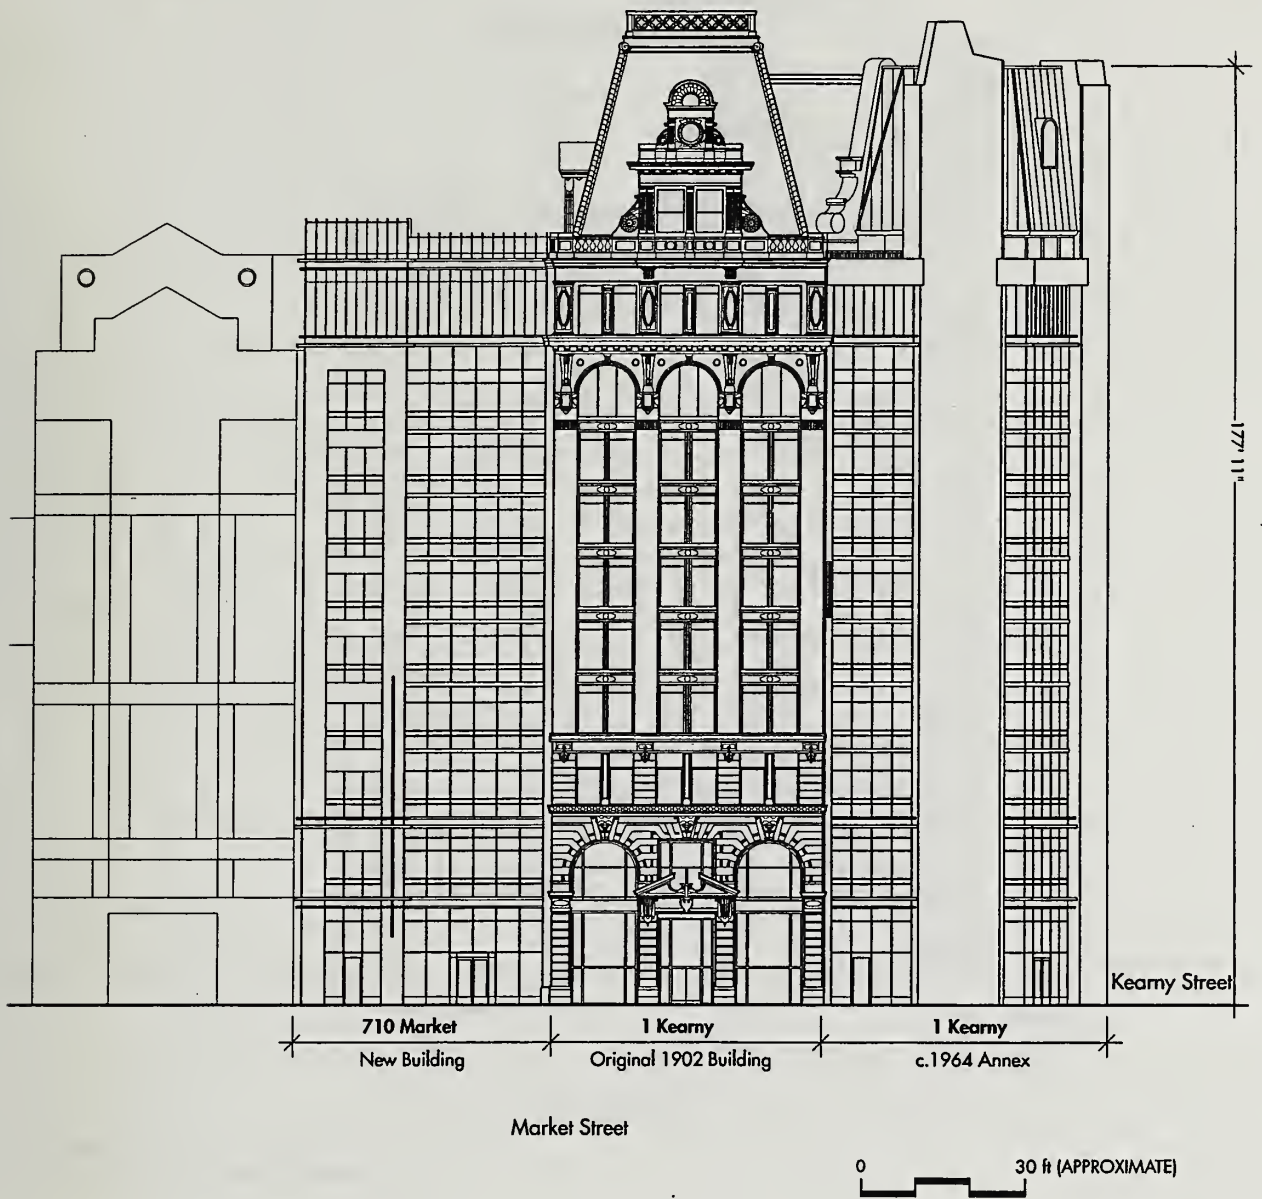 177' 11"
Kearny Street
710 Market
New Building
1 Kearny
Original 1902 Building
1 Kearny
c.1964 Annex
Market Street
0 30 ft (APPROXIMATE)